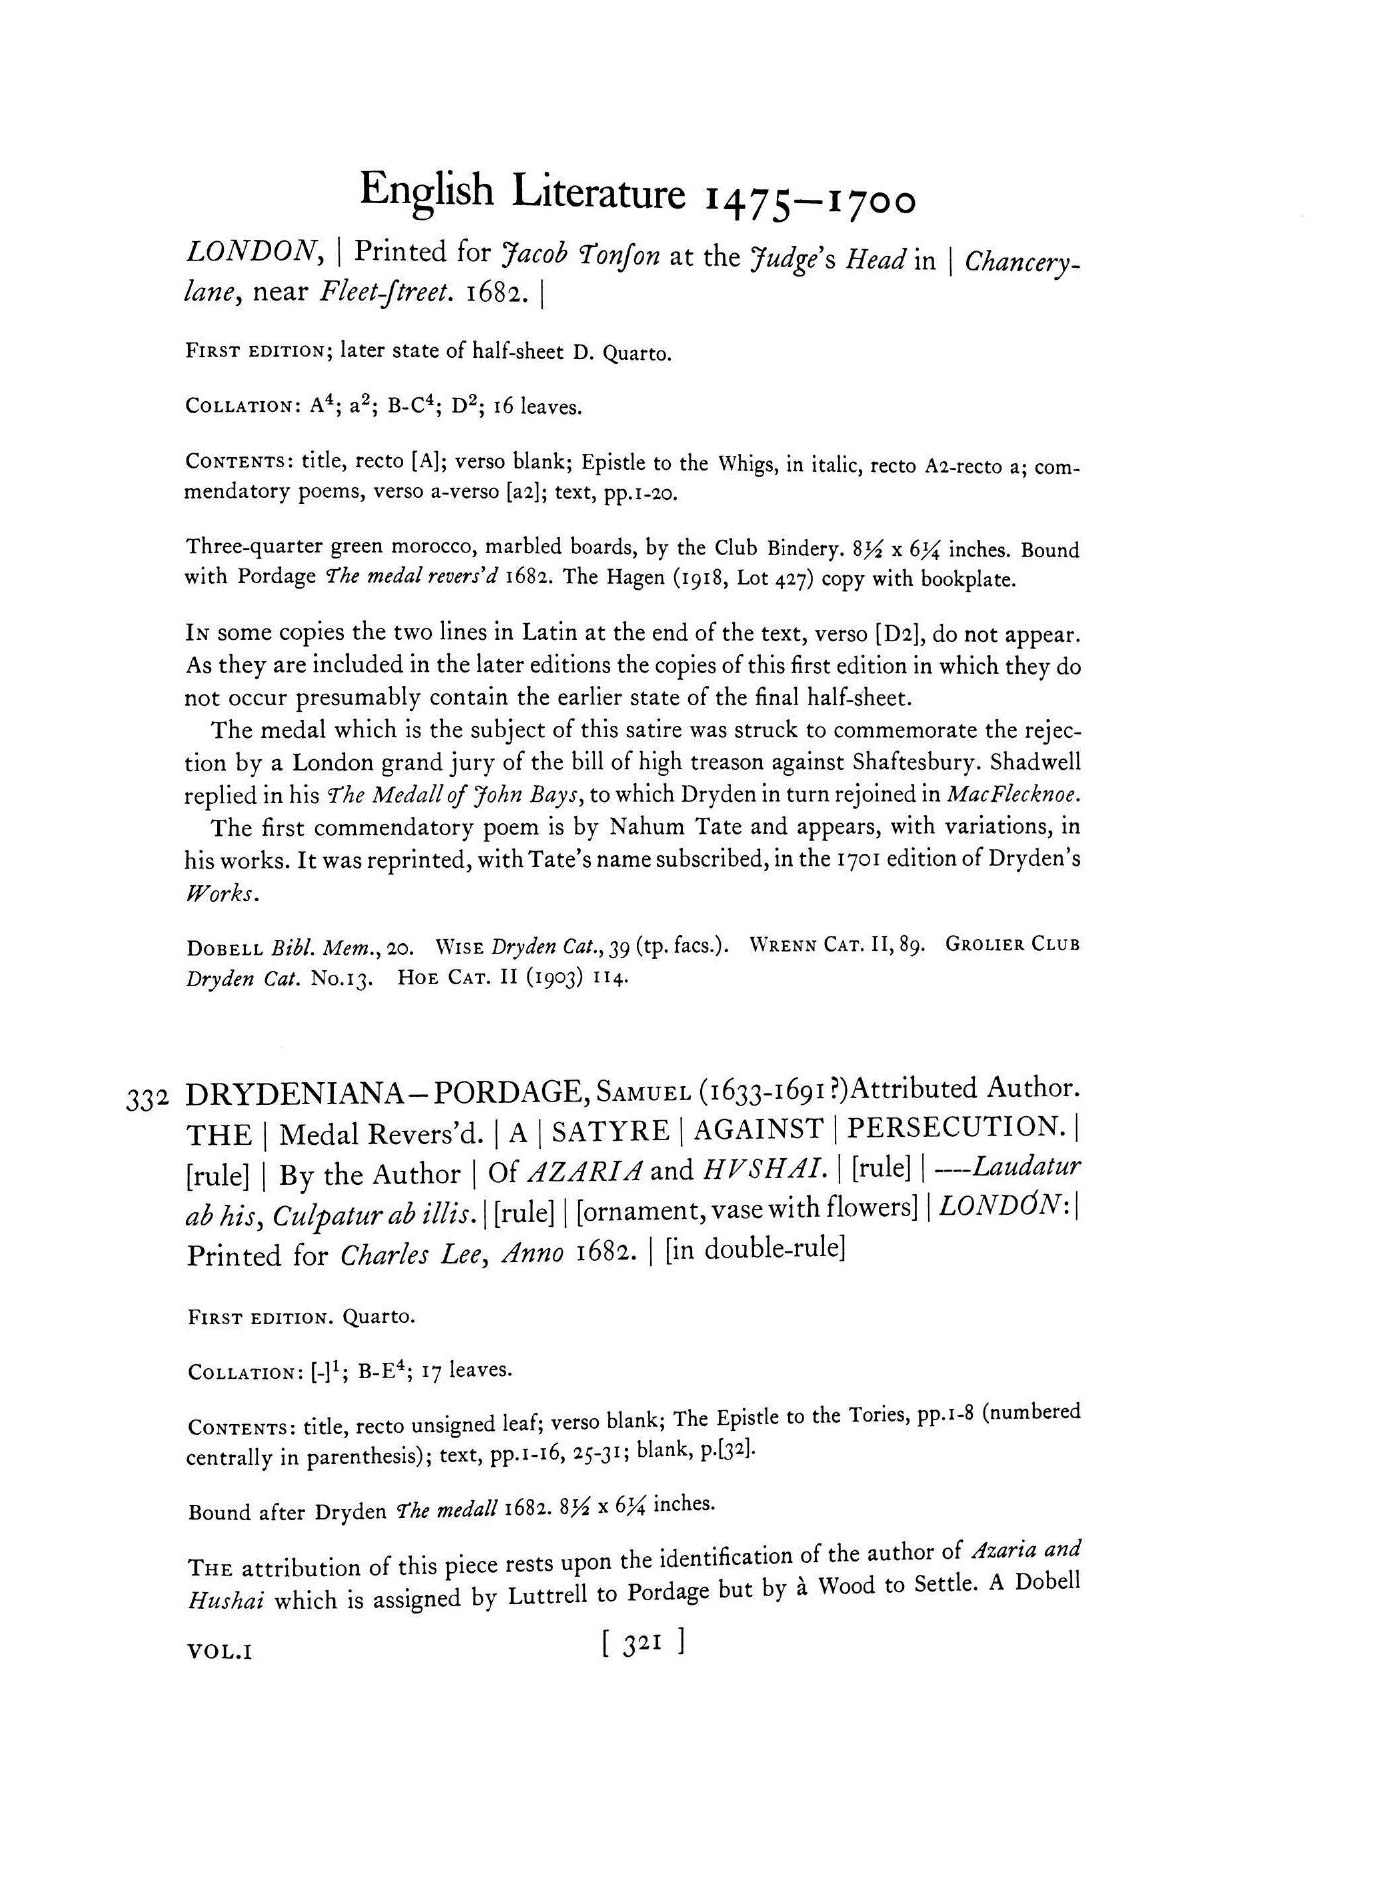 English Literature 1475–1700
LONDON, | Printed for Jacob Tonſon at the Judge's Head in | Chancery-
lane, near Fleet-ſtreet. 1682. |
FIRST EDITION; later state of half-sheet D. Quarto.
COLLATION: A⁴; a²; B-C⁴; D²; 16 leaves.
CONTENTS: title, recto [A]; verso blank; Epistle to the Whigs, in italic, recto A2-recto a; com-
mendatory poems, verso a-verso [a2]; text, pp.1-20.
Three-quarter green morocco, marbled boards, by the Club Bindery. 8½ x 6¼ inches. Bound
with Pordage The medal revers'd 1682. The Hagen (1918, Lot 427) copy with bookplate.
IN some copies the two lines in Latin at the end of the text, verso [D2], do not appear.
As they are included in the later editions the copies of this first edition in which they do
not occur presumably contain the earlier state of the final half-sheet.
The medal which is the subject of this satire was struck to commemorate the rejec-
tion by a London grand jury of the bill of high treason against Shaftesbury. Shadwell
replied in his The Medall of John Bays, to which Dryden in turn rejoined in MacFlecknoe.
The first commendatory poem is by Nahum Tate and appears, with variations, in
his works. It was reprinted, with Tate's name subscribed, in the 1701 edition of Dryden's
Works.
DOBELL Bibl. Mem., 20. WISE Dryden Cat., 39 (tp. facs.). WRENN CAT. II, 89. GROLIER CLUB
Dryden Cat. No.13. HOE CAT. II (1903) 114.
332 DRYDENIANA–PORDAGE, SAMUEL (1633-1691?) Attributed Author.
THE | Medal Revers'd. | A | SATYRE | AGAINST | PERSECUTION. |
[rule] | By the Author | Of AZARIA and HVSHAI. | [rule] | ----Laudatur
ab his, Culpatur ab illis. | [rule] | [ornament, vase with flowers] | LONDÓN: |
Printed for Charles Lee, Anno 1682. | [in double-rule]
FIRST EDITION. Quarto.
COLLATION: [-]¹; B-E⁴; 17 leaves.
CONTENTS: title, recto unsigned leaf; verso blank; The Epistle to the Tories, pp.1-8 (numbered
centrally in parenthesis); text, pp.1-16, 25-31; blank, p.[32].
Bound after Dryden The medall 1682. 8½ x 6¼ inches.
THE attribution of this piece rests upon the identification of the author of Azaria and
Hushai which is assigned by Luttrell to Pordage but by à Wood to Settle. A Dobell
VOL.I [ 321 ]